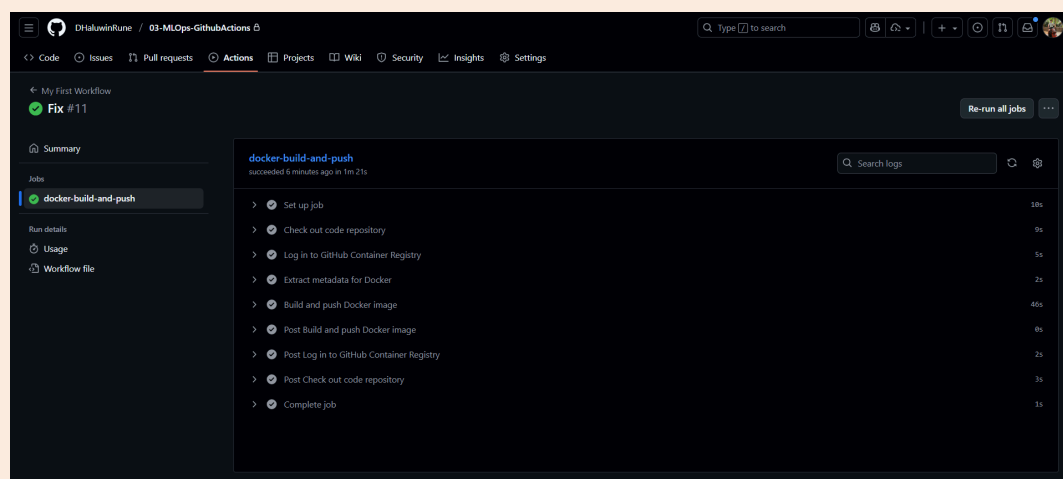 DHaluwinRune / 03-MLOps-GithubActions
Type / to search
Code Issues Pull requests Actions Projects Wiki Security Insights Settings
My First Workflow
Fix #11
Re-run all jobs
Summary
Jobs
docker-build-and-push
Run details
Usage
Workflow file
docker-build-and-push
succeeded 6 minutes ago in 1m 21s
Search logs
Set up job 10s
Check out code repository 9s
Log in to GitHub Container Registry 5s
Extract metadata for Docker 2s
Build and push Docker image 46s
Post Build and push Docker image 0s
Post Log in to GitHub Container Registry 2s
Post Check out code repository 3s
Complete job 1s